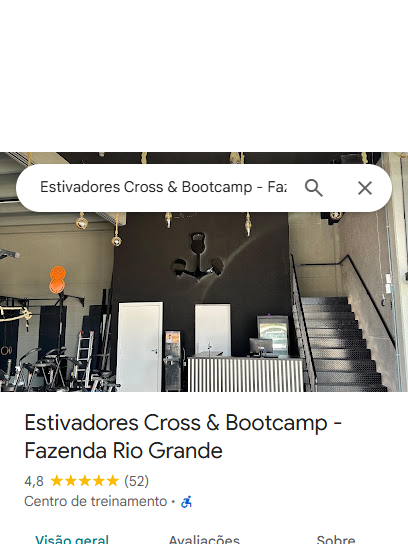 Estivadores Cross & Bootcamp - Faz
Estivadores Cross & Bootcamp -
Fazenda Rio Grande
4,8 (52)
Centro de treinamento ·
Visão geral Avaliações Sobre